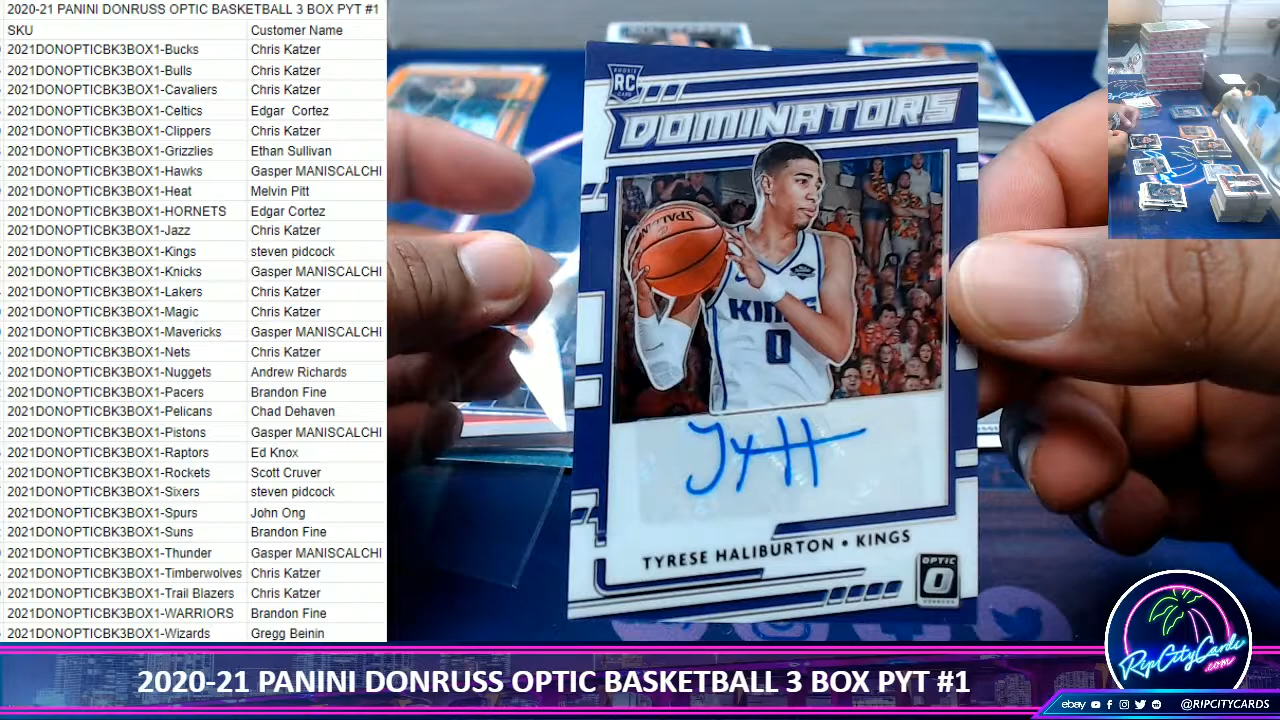 2020-21 PANINI DONRUSS OPTIC BASKETBALL 3 BOX PYT #1
SKU Customer Name
2021DONOPTICBK3BOX1-Bucks Chris Katzer
2021DONOPTICBK3BOX1-Bulls Chris Katzer
2021DONOPTICBK3BOX1-Cavaliers Chris Katzer
2021DONOPTICBK3BOX1-Celtics Edgar Cortez
2021DONOPTICBK3BOX1-Clippers Chris Katzer
2021DONOPTICBK3BOX1-Grizzlies Ethan Sullivan
2021DONOPTICBK3BOX1-Hawks Gasper MANISCALCHI
2021DONOPTICBK3BOX1-Heat Melvin Pitt
2021DONOPTICBK3BOX1-HORNETS Edgar Cortez
2021DONOPTICBK3BOX1-Jazz Chris Katzer
2021DONOPTICBK3BOX1-Kings steven pidcock
2021DONOPTICBK3BOX1-Knicks Gasper MANISCALCHI
2021DONOPTICBK3BOX1-Lakers Chris Katzer
2021DONOPTICBK3BOX1-Magic Chris Katzer
2021DONOPTICBK3BOX1-Mavericks Gasper MANISCALCHI
2021DONOPTICBK3BOX1-Nets Chris Katzer
2021DONOPTICBK3BOX1-Nuggets Andrew Richards
2021DONOPTICBK3BOX1-Pacers Brandon Fine
2021DONOPTICBK3BOX1-Pelicans Chad Dehaven
2021DONOPTICBK3BOX1-Pistons Gasper MANISCALCHI
2021DONOPTICBK3BOX1-Raptors Ed Knox
2021DONOPTICBK3BOX1-Rockets Scott Cruver
2021DONOPTICBK3BOX1-Sixers steven pidcock
2021DONOPTICBK3BOX1-Spurs John Ong
2021DONOPTICBK3BOX1-Suns Brandon Fine
2021DONOPTICBK3BOX1-Thunder Gasper MANISCALCHI
2021DONOPTICBK3BOX1-Timberwolves Chris Katzer
2021DONOPTICBK3BOX1-Trail Blazers Chris Katzer
2021DONOPTICBK3BOX1-WARRIORS Brandon Fine
2021DONOPTICBK3BOX1-Wizards Gregg Beinin
RC
DOMINATORS
SPALDING
KINGS
0
TyH
TYRESE HALIBURTON • KINGS
OPTIC
RipCityCards
.com
2020-21 PANINI DONRUSS OPTIC BASKETBALL 3 BOX PYT #1
ebay @RIPCITYCARDS